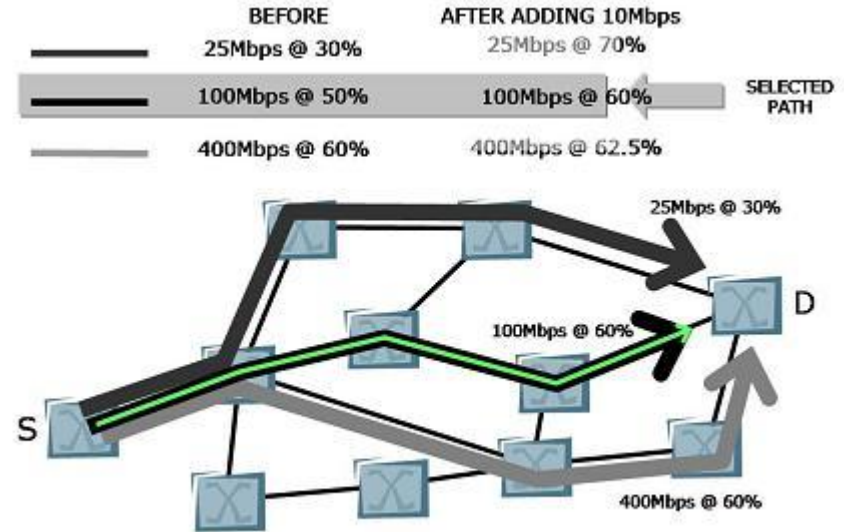 BEFORE AFTER ADDING 10Mbps
25Mbps @ 30% 25Mbps @ 70%
100Mbps @ 50% 100Mbps @ 60% SELECTED
PATH
400Mbps @ 60% 400Mbps @ 62.5%
25Mbps @ 30%
D
100Mbps @ 60%
S
400Mbps @ 60%